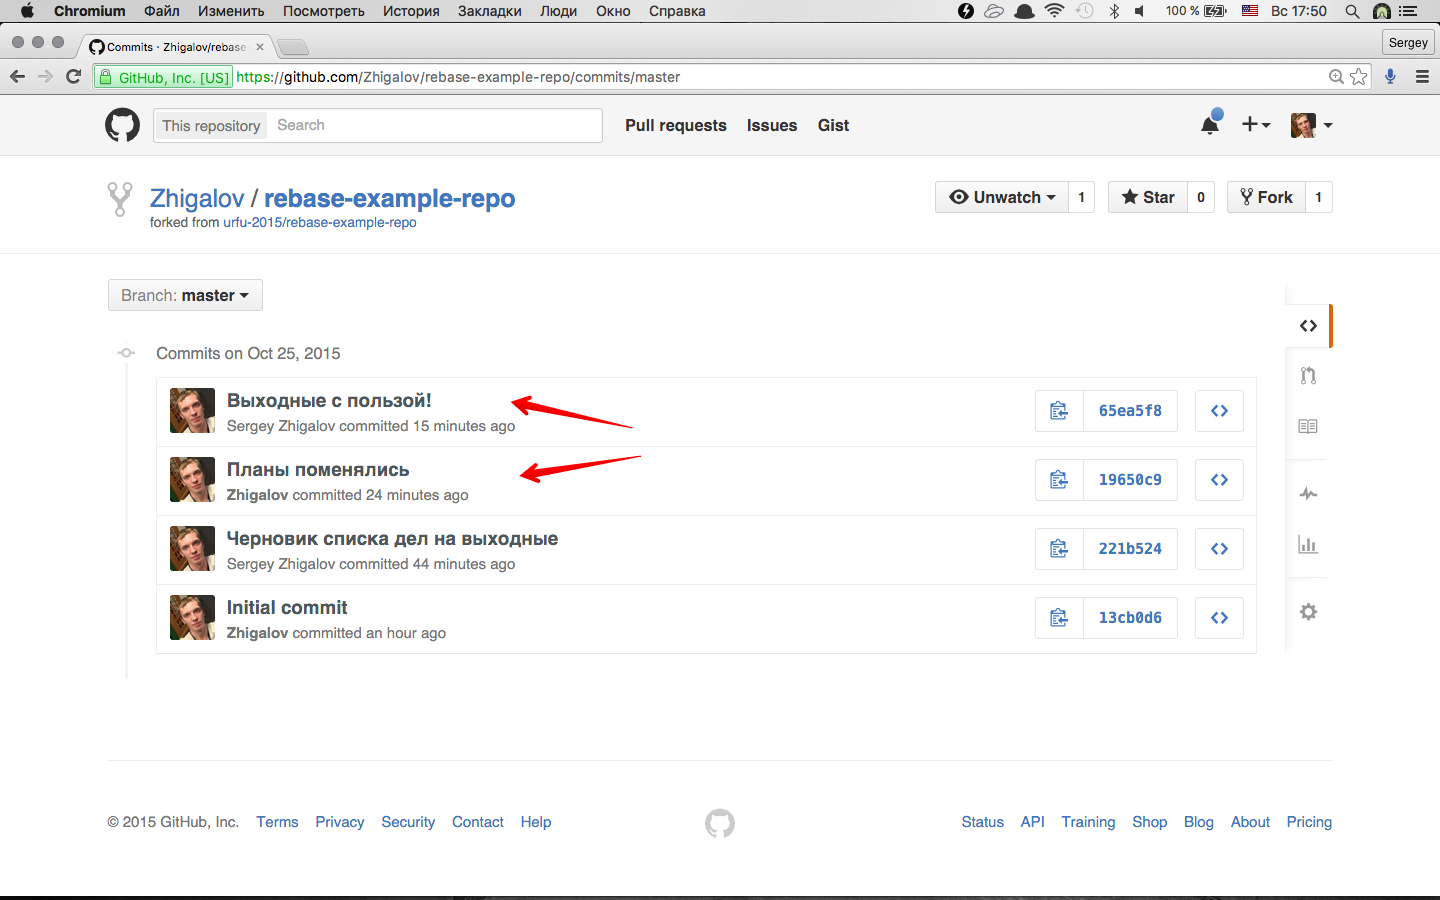 Chromium Файл Изменить Посмотреть История Закладки Люди Окно Справка 100 % Вс 17:50
Commits · Zhigalov/rebase
Sergey
GitHub, Inc. [US] https://github.com/Zhigalov/rebase-example-repo/commits/master
This repository Search Pull requests Issues Gist
Zhigalov / rebase-example-repo
Unwatch 1 Star 0 Fork 1
forked from urfu-2015/rebase-example-repo
Branch: master
Commits on Oct 25, 2015
Выходные с пользой!
Sergey Zhigalov committed 15 minutes ago
65ea5f8
Планы поменялись
Zhigalov committed 24 minutes ago
19650c9
Черновик списка дел на выходные
Sergey Zhigalov committed 44 minutes ago
221b524
Initial commit
Zhigalov committed an hour ago
13cb0d6
© 2015 GitHub, Inc. Terms Privacy Security Contact Help Status API Training Shop Blog About Pricing